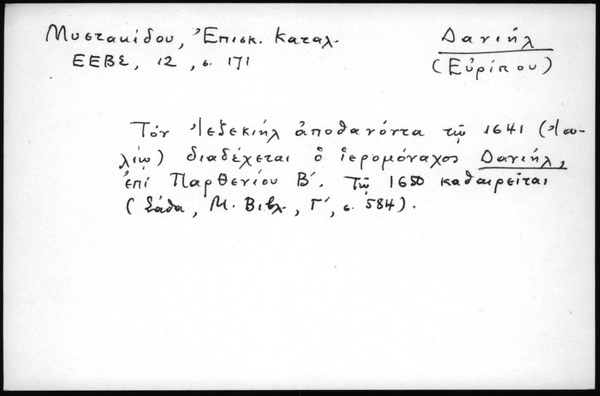 Μυστακίδου, Ἐπισκ. Καταλ.
ΕΕΒΣ, 12, σ. 171
Δανιήλ
(Εὐρίπου)
Τὸν Ἰεζεκιὴλ ἀποθανόντα τῷ 1641 (Ἰου-
λίῳ) διαδέχεται ὁ ἱερομόναχος Δανιήλ,
ἐπὶ Παρθενίου Β´. Τῷ 1650 καθαιρεῖται
(Σάθα, Μ. Βιβλ., Γ´, σ. 584).